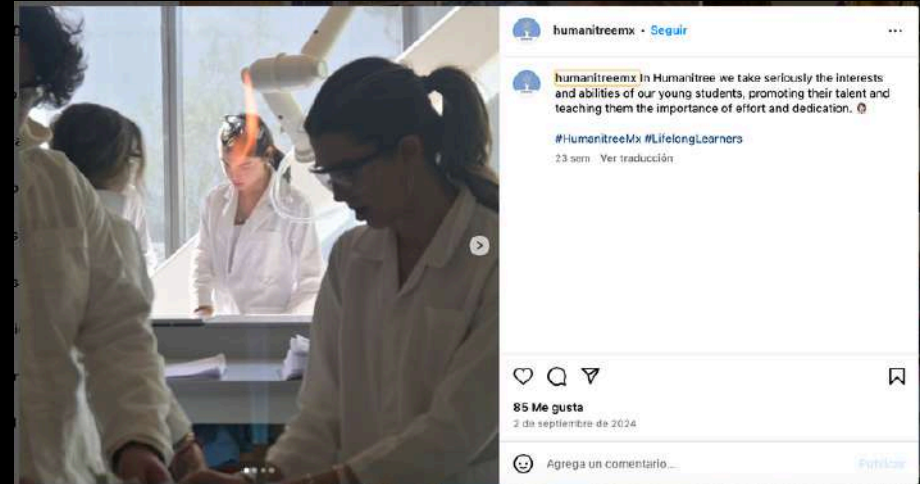 humanitreemx • Seguir
humanitreemx In Humanitree we take seriously the interests
and abilities of our young students, promoting their talent and
teaching them the importance of effort and dedication.
#HumanitreeMx #LifelongLearners
23 sem Ver traducción
85 Me gusta
2 de septiembre de 2024
Agrega un comentario...
Publicar